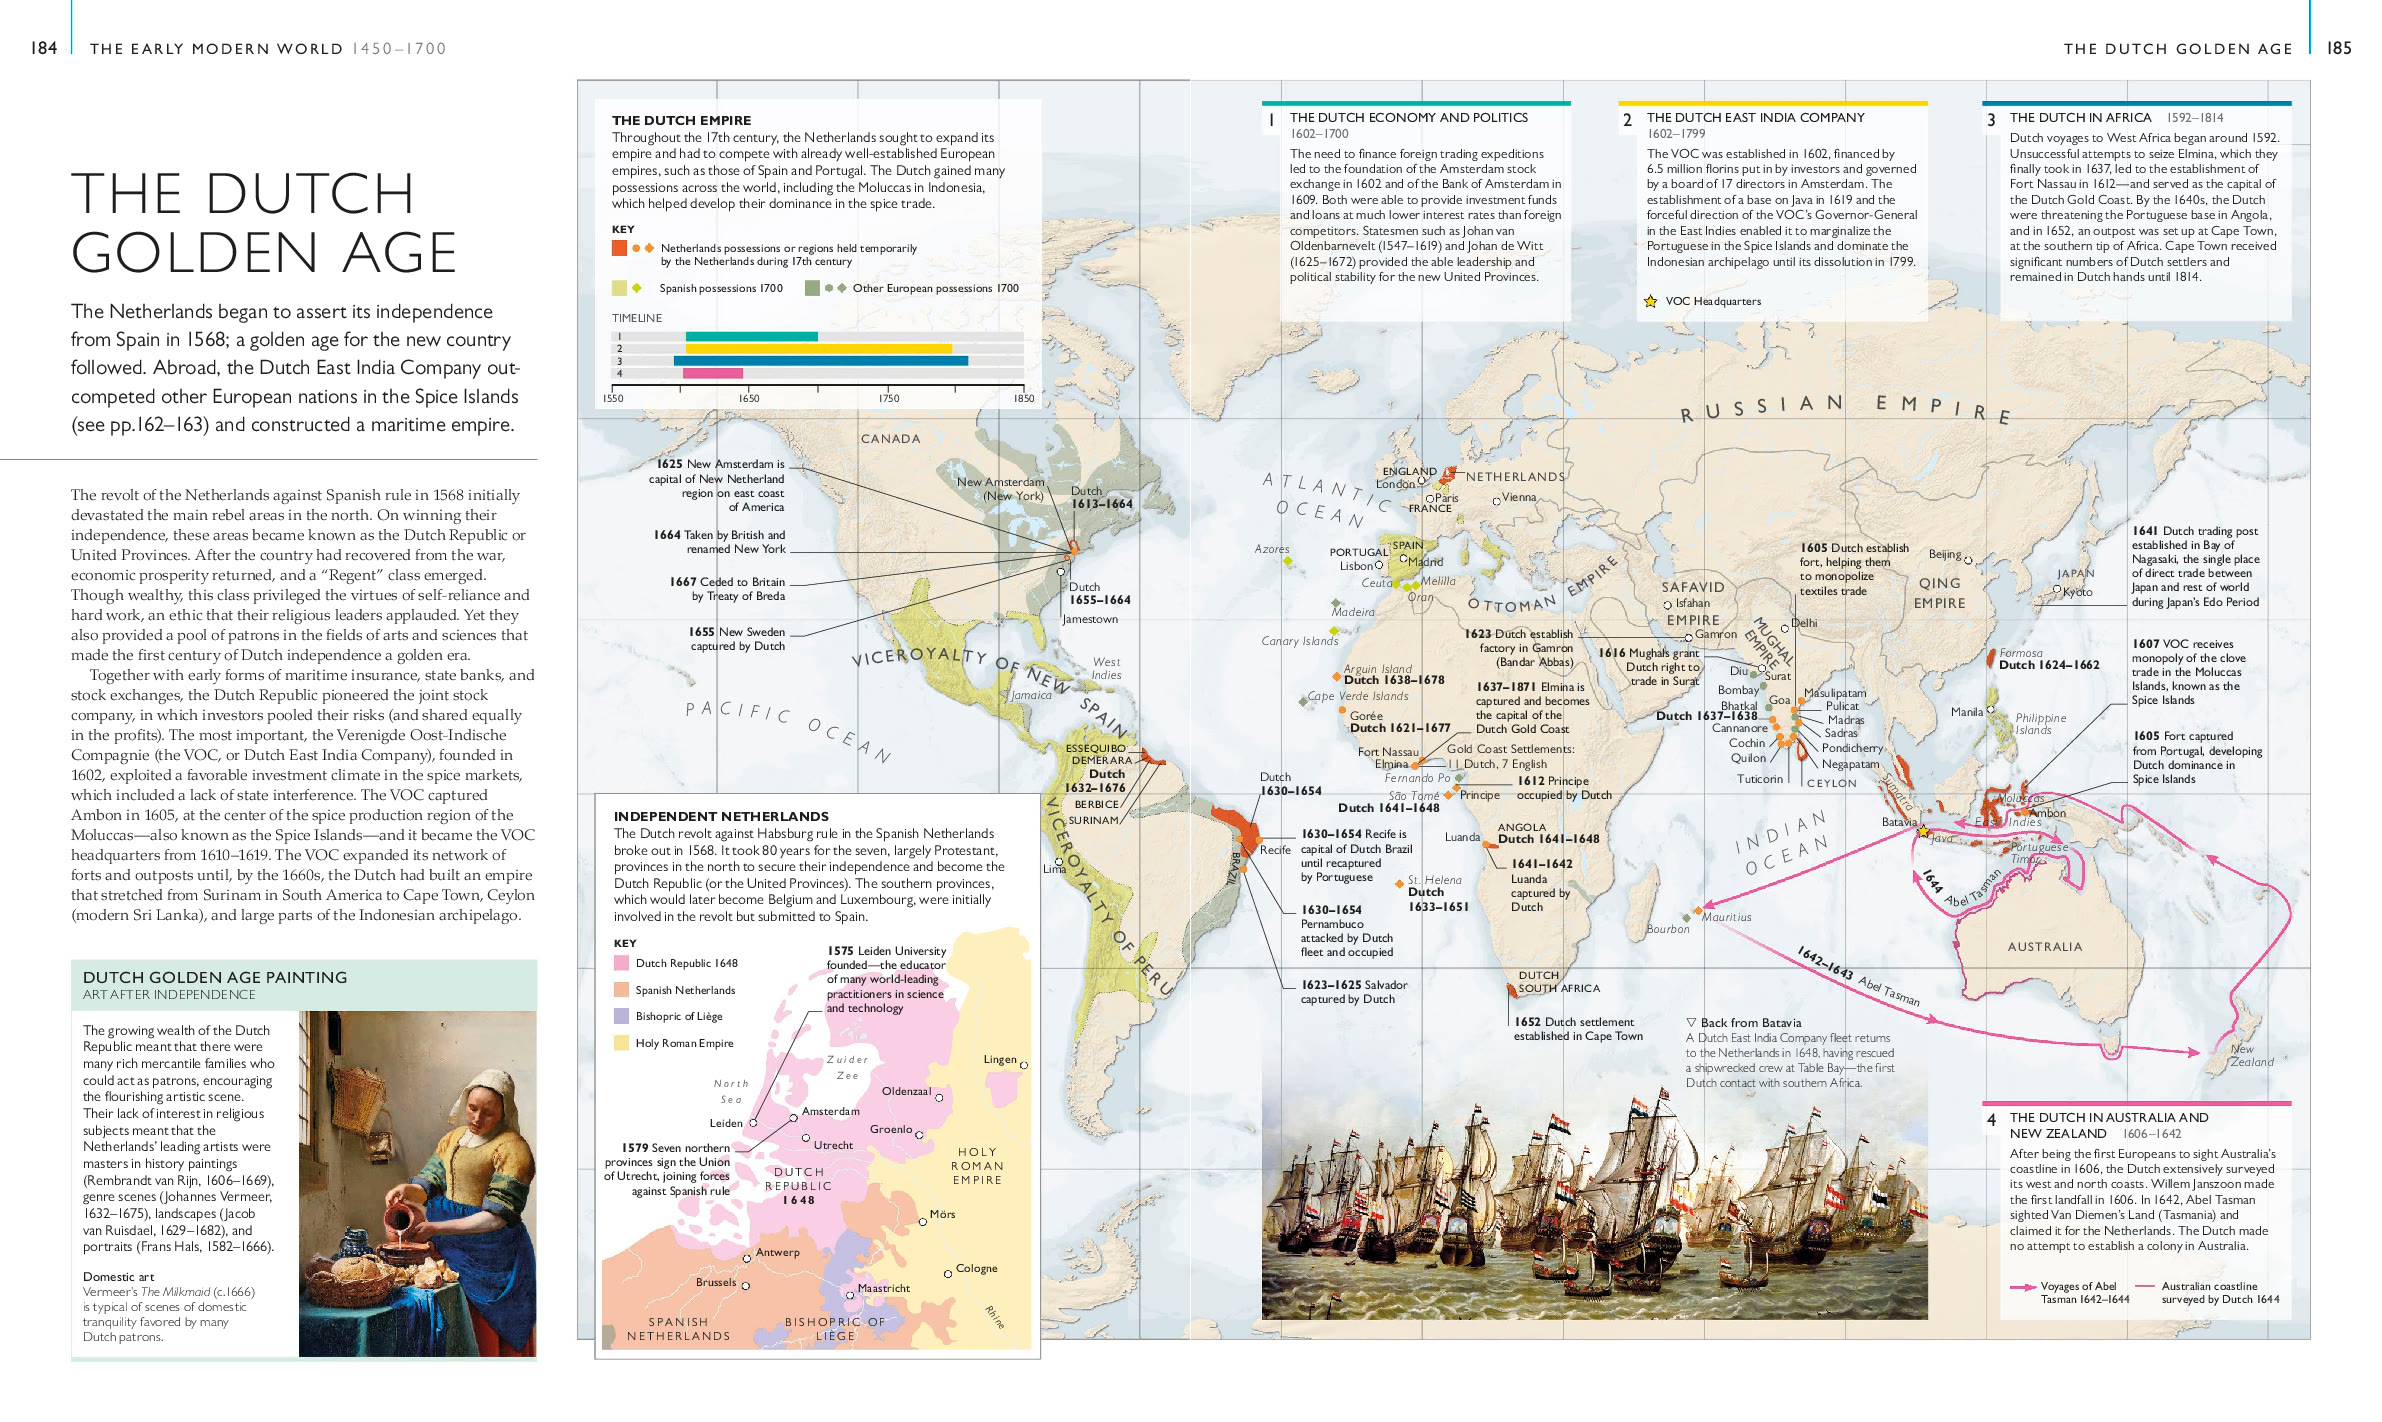 184 THE EARLY MODERN WORLD 1450–1700
THE DUTCH GOLDEN AGE 185
THE DUTCH
GOLDEN AGE
The Netherlands began to assert its independence
from Spain in 1568; a golden age for the new country
followed. Abroad, the Dutch East India Company out-
competed other European nations in the Spice Islands
(see pp.162–163) and constructed a maritime empire.
The revolt of the Netherlands against Spanish rule in 1568 initially
devastated the main rebel areas in the north. On winning their
independence, these areas became known as the Dutch Republic or
United Provinces. After the country had recovered from the war,
economic prosperity returned, and a “Regent” class emerged.
Though wealthy, this class privileged the virtues of self-reliance and
hard work, an ethic that their religious leaders applauded. Yet they
also provided a pool of patrons in the fields of arts and sciences that
made the first century of Dutch independence a golden era.
Together with early forms of maritime insurance, state banks, and
stock exchanges, the Dutch Republic pioneered the joint stock
company, in which investors pooled their risks (and shared equally
in the profits). The most important, the Verenigde Oost-Indische
Compagnie (the VOC, or Dutch East India Company), founded in
1602, exploited a favorable investment climate in the spice markets,
which included a lack of state interference. The VOC captured
Ambon in 1605, at the center of the spice production region of the
Moluccas—also known as the Spice Islands—and it became the VOC
headquarters from 1610–1619. The VOC expanded its network of
forts and outposts until, by the 1660s, the Dutch had built an empire
that stretched from Surinam in South America to Cape Town, Ceylon
(modern Sri Lanka), and large parts of the Indonesian archipelago.
DUTCH GOLDEN AGE PAINTING
ART AFTER INDEPENDENCE
The growing wealth of the Dutch
Republic meant that there were
many rich mercantile families who
could act as patrons, encouraging
the flourishing artistic scene.
Their lack of interest in religious
subjects meant that the
Netherlands’ leading artists were
masters in history paintings
(Rembrandt van Rijn, 1606–1669),
genre scenes (Johannes Vermeer,
1632–1675), landscapes (Jacob
van Ruisdael, 1629–1682), and
portraits (Frans Hals, 1582–1666).
Domestic art
Vermeer’s The Milkmaid (c.1666)
is typical of scenes of domestic
tranquility favored by many
Dutch patrons.
THE DUTCH EMPIRE
Throughout the 17th century, the Netherlands sought to expand its
empire and had to compete with already well-established European
empires, such as those of Spain and Portugal. The Dutch gained many
possessions across the world, including the Moluccas in Indonesia,
which helped develop their dominance in the spice trade.
KEY
Netherlands possessions or regions held temporarily
by the Netherlands during 17th century
Spanish possessions 1700
Other European possessions 1700
TIMELINE
1
2
3
4
1550 1650 1750 1850
1 THE DUTCH ECONOMY AND POLITICS
1602–1700
The need to finance foreign trading expeditions
led to the foundation of the Amsterdam stock
exchange in 1602 and of the Bank of Amsterdam in
1609. Both were able to provide investment funds
and loans at much lower interest rates than foreign
competitors. Statesmen such as Johan van
Oldenbarnevelt (1547–1619) and Johan de Witt
(1625–1672) provided the able leadership and
political stability for the new United Provinces.
2 THE DUTCH EAST INDIA COMPANY
1602–1799
The VOC was established in 1602, financed by
6.5 million florins put in by investors and governed
by a board of 17 directors in Amsterdam. The
establishment of a base on Java in 1619 and the
forceful direction of the VOC’s Governor-General
in the East Indies enabled it to marginalize the
Portuguese in the Spice Islands and dominate the
Indonesian archipelago until its dissolution in 1799.
VOC Headquarters
3 THE DUTCH IN AFRICA 1592–1814
Dutch voyages to West Africa began around 1592.
Unsuccessful attempts to seize Elmina, which they
finally took in 1637, led to the establishment of
Fort Nassau in 1612—and served as the capital of
the Dutch Gold Coast. By the 1640s, the Dutch
were threatening the Portuguese base in Angola,
and in 1652, an outpost was set up at Cape Town,
at the southern tip of Africa. Cape Town received
significant numbers of Dutch settlers and
remained in Dutch hands until 1814.
RUSSIAN EMPIRE
CANADA
1625 New Amsterdam is
capital of New Netherland
region on east coast
of America
1664 Taken by British and
renamed New York
1667 Ceded to Britain
by Treaty of Breda
1655 New Sweden
captured by Dutch
New Amsterdam
(New York)
Dutch
1613–1664
Dutch
1655–1664
Jamestown
VICEROYALTY OF NEW SPAIN
West
Indies
Jamaica
PACIFIC OCEAN
ATLANTIC
OCEAN
ESSEQUIBO
DEMERARA
Dutch
1632–1676
BERBICE
SURINAM
VICEROYALTY OF PERU
Lima
BRAZIL
Dutch
1630–1654
Recife
1630–1654 Recife is
capital of Dutch Brazil
until recaptured
by Portuguese
1630–1654
Pernambuco
attacked by Dutch
fleet and occupied
1623–1625 Salvador
captured by Dutch
ENGLAND
London
NETHERLANDS
Paris
FRANCE
Vienna
PORTUGAL
Lisbon
SPAIN
Madrid
Ceuta
Melilla
Oran
Azores
Madeira
Canary Islands
OTTOMAN EMPIRE
Arguin Island
Dutch 1638–1678
Cape Verde Islands
Gorée
Dutch 1621–1677
1623 Dutch establish
factory in Gamron
(Bandar Abbas)
1637–1871 Elmina is
captured and becomes
the capital of the
Dutch Gold Coast
Fort Nassau
Elmina
Gold Coast Settlements:
11 Dutch, 7 English
Fernando Po
1612 Principe
occupied by Dutch
São Tomé
Principe
Dutch 1641–1648
Luanda
ANGOLA
Dutch 1641–1648
1641–1642
Luanda
captured by
Dutch
St. Helena
Dutch
1633–1651
DUTCH
SOUTH AFRICA
1652 Dutch settlement
established in Cape Town
SAFAVID
Isfahan
EMPIRE
Gamron
1616 Mughals grant
Dutch right to
trade in Surat
MUGHAL
EMPIRE
Delhi
1605 Dutch establish
fort, helping them
to monopolize
textiles trade
Diu
Surat
Bombay
Bhatkal
Goa
Dutch 1637–1638
Cannanore
Cochin
Quilon
Tuticorin
Masulipatam
Pulicat
Madras
Sadras
Pondicherry
Negapatam
CEYLON
INDIAN
OCEAN
Bourbon
Mauritius
Beijing
QING
EMPIRE
JAPAN
Kyoto
1641 Dutch trading post
established in Bay of
Nagasaki, the single place
of direct trade between
Japan and rest of world
during Japan’s Edo Period
Formosa
Dutch 1624–1662
1607 VOC receives
monopoly of the clove
trade in the Moluccas
Islands, known as the
Spice Islands
Manila
Philippine
Islands
1605 Fort captured
from Portugal, developing
Dutch dominance in
Spice Islands
Sumatra
Moluccas
Ambon
Batavia
East Indies
Java
Portuguese
Timor
1644 Abel Tasman
1642–1643 Abel Tasman
AUSTRALIA
New
Zealand
▽ Back from Batavia
A Dutch East India Company fleet returns
to the Netherlands in 1648, having rescued
a shipwrecked crew at Table Bay—the first
Dutch contact with southern Africa.
4 THE DUTCH IN AUSTRALIA AND
NEW ZEALAND 1606–1642
After being the first Europeans to sight Australia’s
coastline in 1606, the Dutch extensively surveyed
its west and north coasts. Willem Janszoon made
the first landfall in 1606. In 1642, Abel Tasman
sighted Van Diemen’s Land (Tasmania) and
claimed it for the Netherlands. The Dutch made
no attempt to establish a colony in Australia.
Voyages of Abel
Tasman 1642–1644
Australian coastline
surveyed by Dutch 1644
INDEPENDENT NETHERLANDS
The Dutch revolt against Habsburg rule in the Spanish Netherlands
broke out in 1568. It took 80 years for the seven, largely Protestant,
provinces in the north to secure their independence and become the
Dutch Republic (or the United Provinces). The southern provinces,
which would later become Belgium and Luxembourg, were initially
involved in the revolt but submitted to Spain.
KEY
Dutch Republic 1648
Spanish Netherlands
Bishopric of Liège
Holy Roman Empire
1575 Leiden University
founded—the educator
of many world-leading
practitioners in science
and technology
Zuider
Zee
North
Sea
Lingen
Oldenzaal
Amsterdam
Leiden
Groenlo
Utrecht
1579 Seven northern
provinces sign the Union
of Utrecht, joining forces
against Spanish rule
DUTCH
REPUBLIC
1648
HOLY
ROMAN
EMPIRE
Mörs
Antwerp
Brussels
Cologne
Maastricht
Rhine
SPANISH
NETHERLANDS
BISHOPRIC OF
LIÈGE